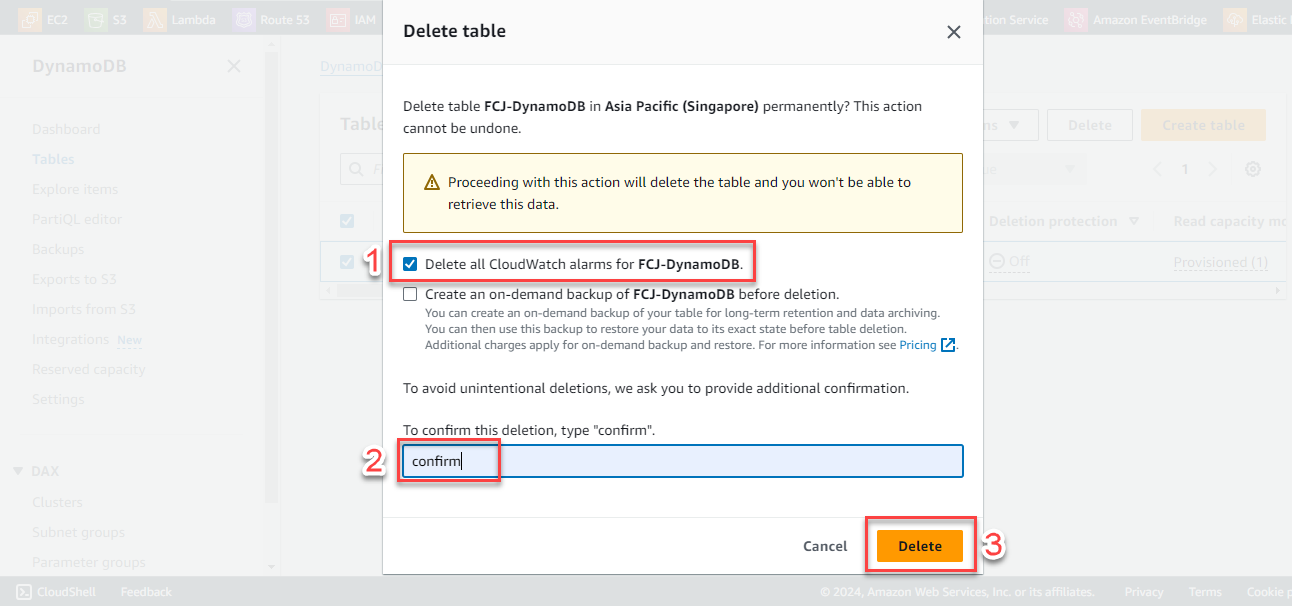 EC2 S3 Lambda Route 53 IAM
tion Service Amazon EventBridge Elastic
DynamoDB
Dashboard
Tables
Explore items
PartiQL editor
Backups
Exports to S3
Imports from S3
Integrations New
Reserved capacity
Settings
DAX
Clusters
Subnet groups
Parameter groups
DynamoD
Table
Delete Create table
1
Deletion protection Read capacity mo
Off Provisioned (1)
Delete table
Delete table FCJ-DynamoDB in Asia Pacific (Singapore) permanently? This action
cannot be undone.
Proceeding with this action will delete the table and you won't be able to
retrieve this data.
1 Delete all CloudWatch alarms for FCJ-DynamoDB.
Create an on-demand backup of FCJ-DynamoDB before deletion.
You can create an on-demand backup of your table for long-term retention and data archiving.
You can then use this backup to restore your data to its exact state before table deletion.
Additional charges apply for on-demand backup and restore. For more information see Pricing.
To avoid unintentional deletions, we ask you to provide additional confirmation.
To confirm this deletion, type "confirm".
2 confirm
Cancel Delete 3
CloudShell Feedback © 2024, Amazon Web Services, Inc. or its affiliates. Privacy Terms Cookie p